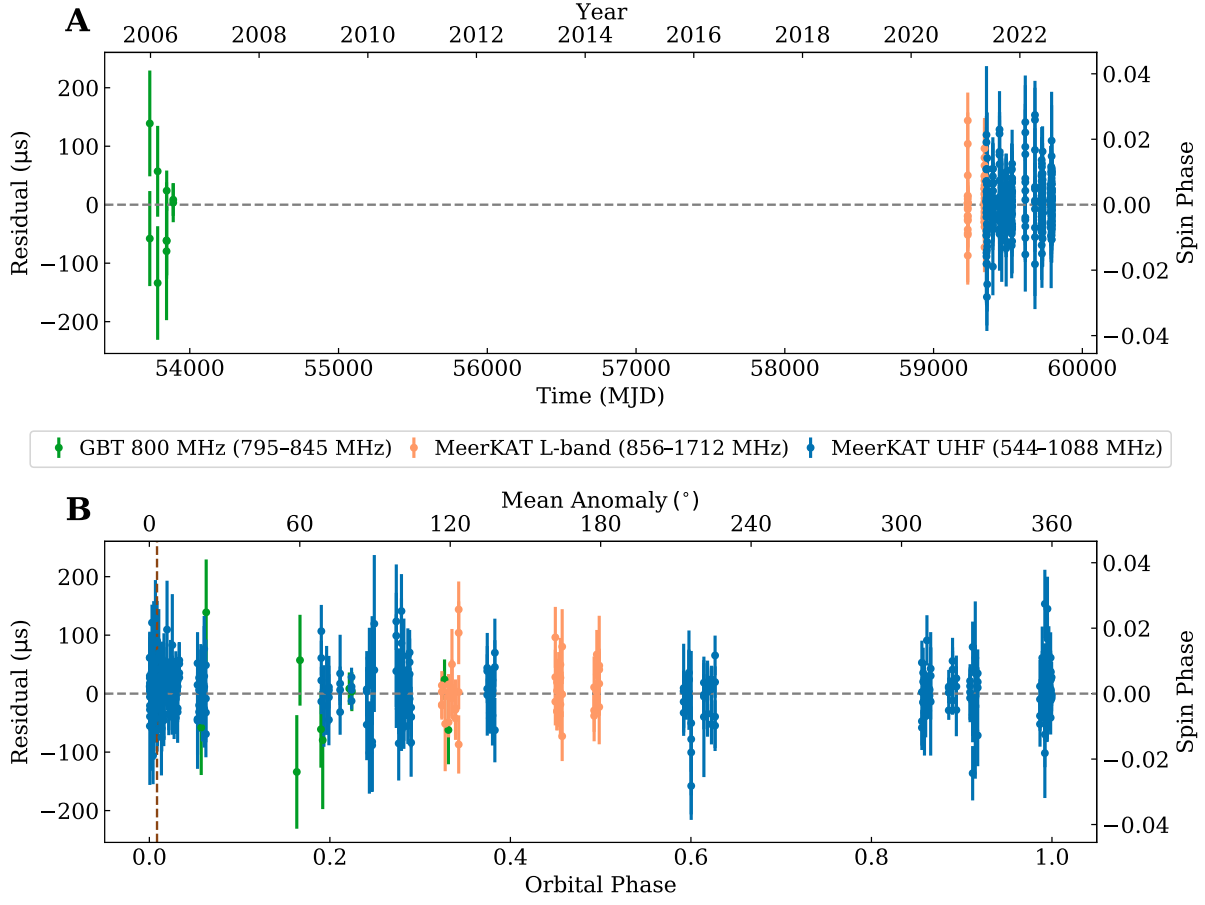 A
Year
2006 2008 2010 2012 2014 2016 2018 2020 2022
Residual (µs)
200
100
0
−100
−200
0.04
0.02
0.00
−0.02
−0.04
Spin Phase
54000 55000 56000 57000 58000 59000 60000
Time (MJD)
GBT 800 MHz (795–845 MHz) MeerKAT L-band (856–1712 MHz) MeerKAT UHF (544–1088 MHz)
B
Mean Anomaly (°)
0 60 120 180 240 300 360
Residual (µs)
200
100
0
−100
−200
0.04
0.02
0.00
−0.02
−0.04
Spin Phase
0.0 0.2 0.4 0.6 0.8 1.0
Orbital Phase